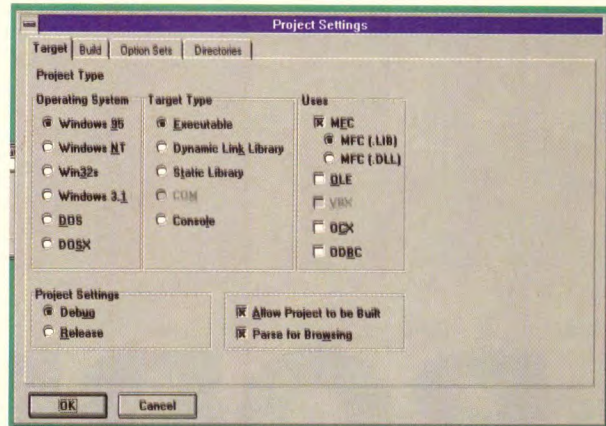 Project Settings
Target Build Option Sets Directories
Project Type
Operating System
Windows 95
Windows NT
Win32s
Windows 3.1
DOS
DOSX
Target Type
Executable
Dynamic Link Library
Static Library
COM
Console
Uses
MFC
MFC (.LIB)
MFC (.DLL)
OLE
VBX
OCX
ODBC
Project Settings
Debug
Release
Allow Project to be Built
Parse for Browsing
OK Cancel